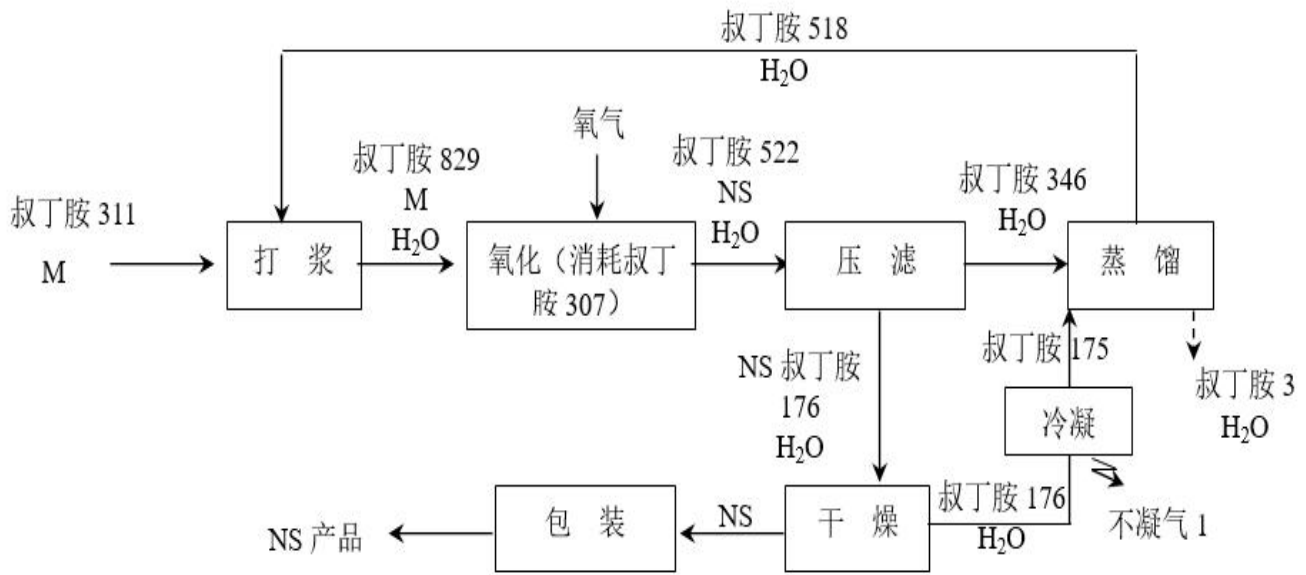 叔丁胺 518
H₂O
氧气
叔丁胺 829
M
H₂O
叔丁胺 522
NS
H₂O
叔丁胺 346
H₂O
叔丁胺 311
M
打 浆
氧化（消耗叔丁
胺 307）
压 滤
蒸 馏
NS 叔丁胺
176
H₂O
叔丁胺 175
叔丁胺 3
H₂O
冷凝
NS 产品
包 装
NS
干 燥
叔丁胺 176
H₂O
不凝气 1